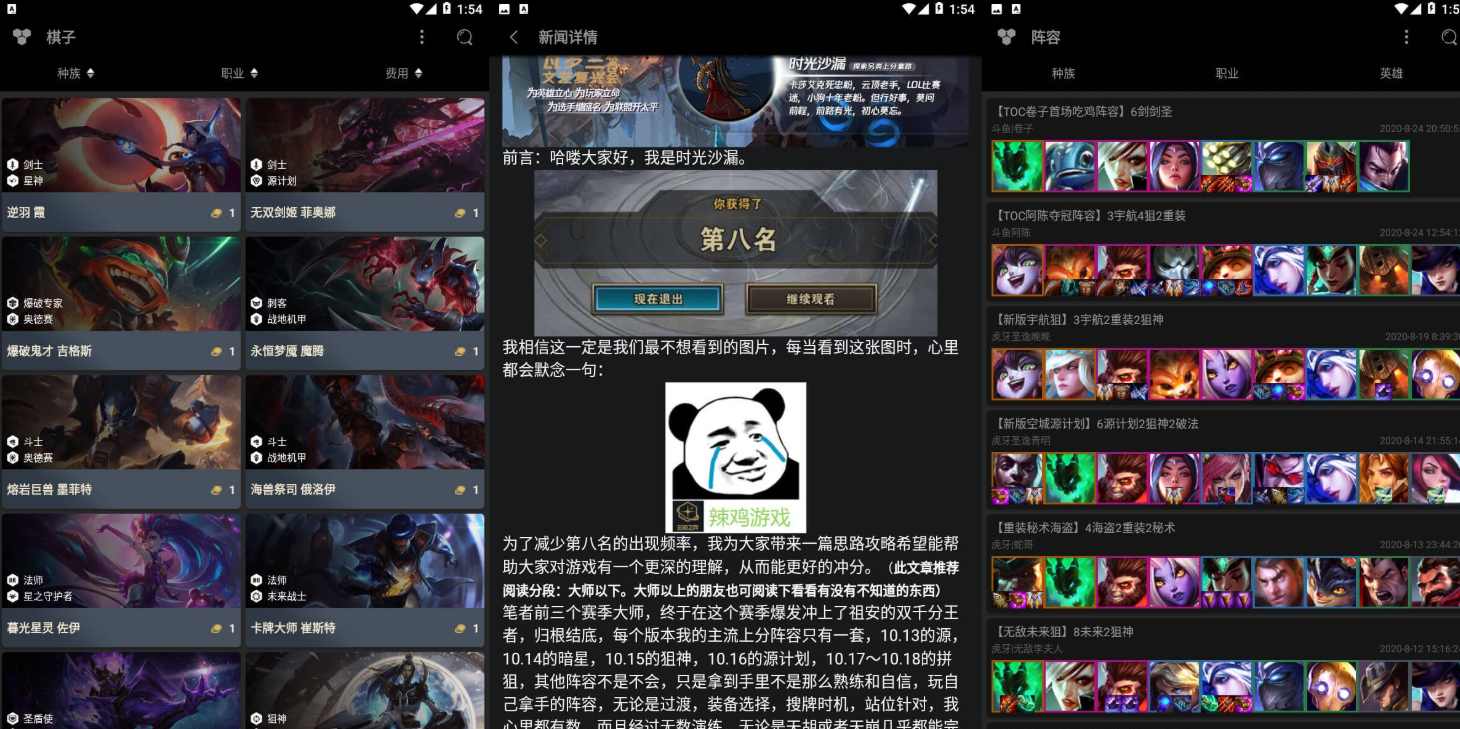 1:54
棋子
种族
职业
费用
剑士
星神
逆羽 霞
1
剑士
源计划
无双剑姬 菲奥娜
1
爆破专家
奥德赛
爆破鬼才 吉格斯
1
刺客
战地机甲
永恒梦魇 魔腾
1
斗士
奥德赛
熔岩巨兽 墨菲特
1
斗士
战地机甲
海兽祭司 俄洛伊
1
法师
星之守护者
暮光星灵 佐伊
1
法师
未来战士
卡牌大师 崔斯特
1
圣盾使
狙神
1:54
新闻详情
文艺复兴
为英雄立心 为玩家立命
为选手继盛名 为联盟开太平
时光沙漏 探索另类上分套路
卡莎艾克死忠粉，云顶老手，LOL比赛
迷，小狗十年老粉。但行好事，莫问
前程，前路有光，初心莫忘。
前言：哈喽大家好，我是时光沙漏。
你获得了
第八名
现在退出
继续观看
我相信这一定是我们最不想看到的图片，每当看到这张图时，心里
都会默念一句：
辣鸡游戏
为了减少第八名的出现频率，我为大家带来一篇思路攻略希望能帮
助大家对游戏有一个更深的理解，从而能更好的冲分。（此文章推荐
阅读分段：大师以下。大师以上的朋友也可阅读下看看有没有不知道的东西）
笔者前三个赛季大师，终于在这个赛季爆发冲上了祖安的双千分王
者，归根结底，每个版本我的主流上分阵容只有一套，10.13的源，
10.14的暗星，10.15的狙神，10.16的源计划，10.17～10.18的拼
狙，其他阵容不是不会，只是拿到手里不是那么熟练和自信，玩自
己拿手的阵容，无论是过渡，装备选择，搜牌时机，站位针对，我
心里都有数，而且经过无数演练，无论是天胡或者天崩几乎都能完
1:5
阵容
种族
职业
英雄
【TOC卷子首场吃鸡阵容】6剑剑圣
斗鱼|卷子
2020-8-24 20:50:5
【TOC阿陈夺冠阵容】3宇航4狙2重装
斗鱼阿陈
2020-8-24 12:54:1
【新版宇航狙】3宇航2重装2狙神
虎牙圣逸晚晚
2020-8-19 8:39:3
【新版空城源计划】6源计划2狙神2破法
虎牙圣逸青明
2020-8-14 21:55:1
【重装秘术海盗】4海盗2重装2秘术
虎牙|蛇哥
2020-8-13 23:44:2
【无敌未来狙】8未来2狙神
虎牙|无敌李夫人
2020-8-12 15:16:2